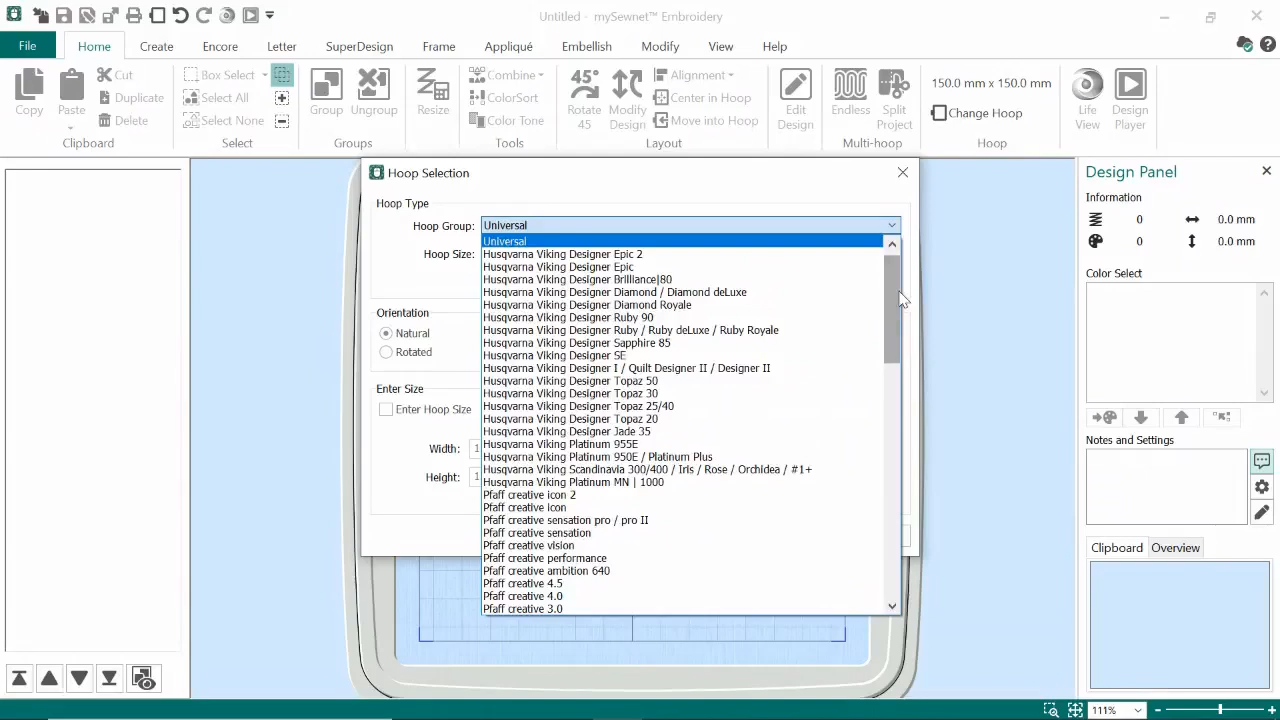 Untitled - mySewnet™ Embroidery
File
Home
Create
Encore
Letter
SuperDesign
Frame
Appliqué
Embellish
Modify
View
Help
Copy
Paste
Cut
Duplicate
Delete
Clipboard
Box Select
Select All
Select None
Select
Group
Ungroup
Groups
Resize
Combine
ColorSort
Color Tone
Tools
Rotate
45
45°
Modify
Design
Alignment
Center in Hoop
Move into Hoop
Layout
Edit
Design
Endless
Split
Project
Multi-hoop
150.0 mm x 150.0 mm
Change Hoop
Hoop
Life
View
Design
Player
Hoop Selection
Hoop Type
Hoop Group:
Universal
Hoop Size:
Universal
Husqvarna Viking Designer Epic 2
Husqvarna Viking Designer Epic
Husqvarna Viking Designer Brilliance|80
Husqvarna Viking Designer Diamond / Diamond deLuxe
Husqvarna Viking Designer Diamond Royale
Husqvarna Viking Designer Ruby 90
Husqvarna Viking Designer Ruby / Ruby deLuxe / Ruby Royale
Husqvarna Viking Designer Sapphire 85
Husqvarna Viking Designer SE
Husqvarna Viking Designer I / Quilt Designer II / Designer II
Husqvarna Viking Designer Topaz 50
Husqvarna Viking Designer Topaz 30
Husqvarna Viking Designer Topaz 25/40
Husqvarna Viking Designer Topaz 20
Husqvarna Viking Designer Jade 35
Husqvarna Viking Platinum 955E
Husqvarna Viking Platinum 950E / Platinum Plus
Husqvarna Viking Scandinavia 300/400 / Iris / Rose / Orchidea / #1+
Husqvarna Viking Platinum MN | 1000
Pfaff creative icon 2
Pfaff creative icon
Pfaff creative sensation pro / pro II
Pfaff creative sensation
Pfaff creative vision
Pfaff creative performance
Pfaff creative ambition 640
Pfaff creative 4.5
Pfaff creative 4.0
Pfaff creative 3.0
Orientation
Natural
Rotated
Enter Size
Enter Hoop Size
Width: 1
Height: 1
Design Panel
Information
0
0.0 mm
0
0.0 mm
Color Select
Notes and Settings
Clipboard
Overview
111%